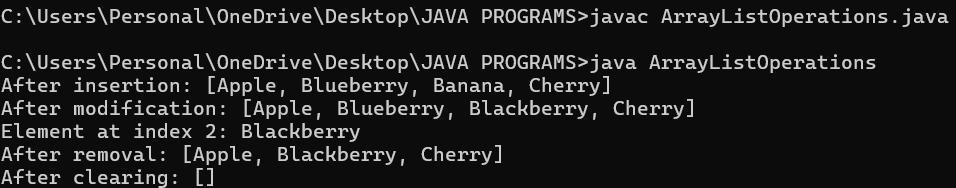 C:\Users\Personal\OneDrive\Desktop\JAVA PROGRAMS>javac ArrayListOperations.java
C:\Users\Personal\OneDrive\Desktop\JAVA PROGRAMS>java ArrayListOperations
After insertion: [Apple, Blueberry, Banana, Cherry]
After modification: [Apple, Blueberry, Blackberry, Cherry]
Element at index 2: Blackberry
After removal: [Apple, Blackberry, Cherry]
After clearing: []